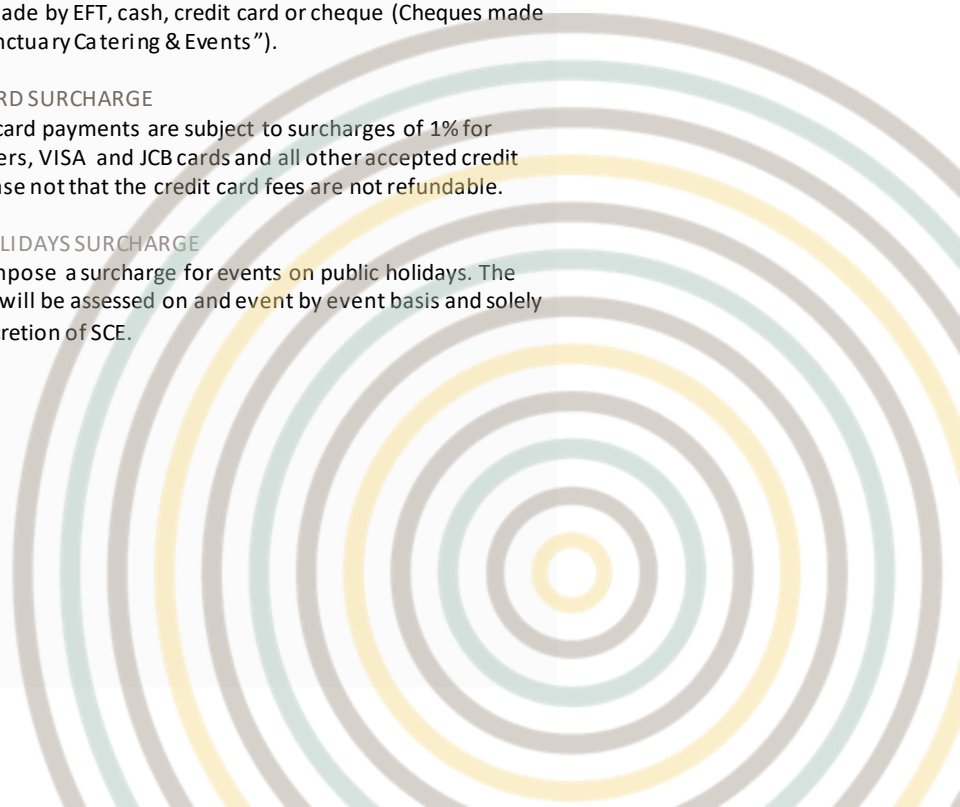 ade by EFT, cash, credit card or cheque (Cheques made
nctuary Catering & Events").
RD SURCHARGE
card payments are subject to surcharges of 1% for
ers, VISA and JCB cards and all other accepted credit
ase not that the credit card fees are not refundable.
LIDAYS SURCHARGE
mpose a surcharge for events on public holidays. The
will be assessed on and event by event basis and solely
cretion of SCE.